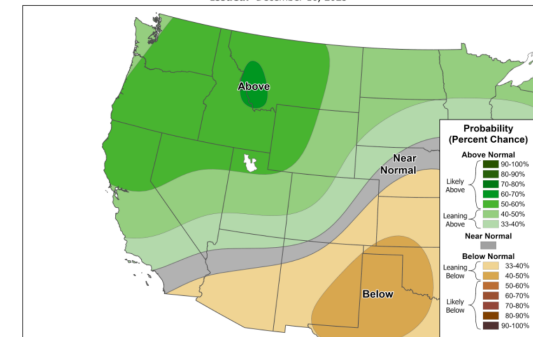 Above
Near
Normal
Below
Probability
(Percent Chance)
Above Normal
Likely
Above
90-100%
80-90%
70-80%
60-70%
50-60%
Leaning
Above
40-50%
33-40%
Near Normal
Below Normal
Leaning
Below
33-40%
40-50%
Likely
Below
50-60%
60-70%
70-80%
80-90%
90-100%